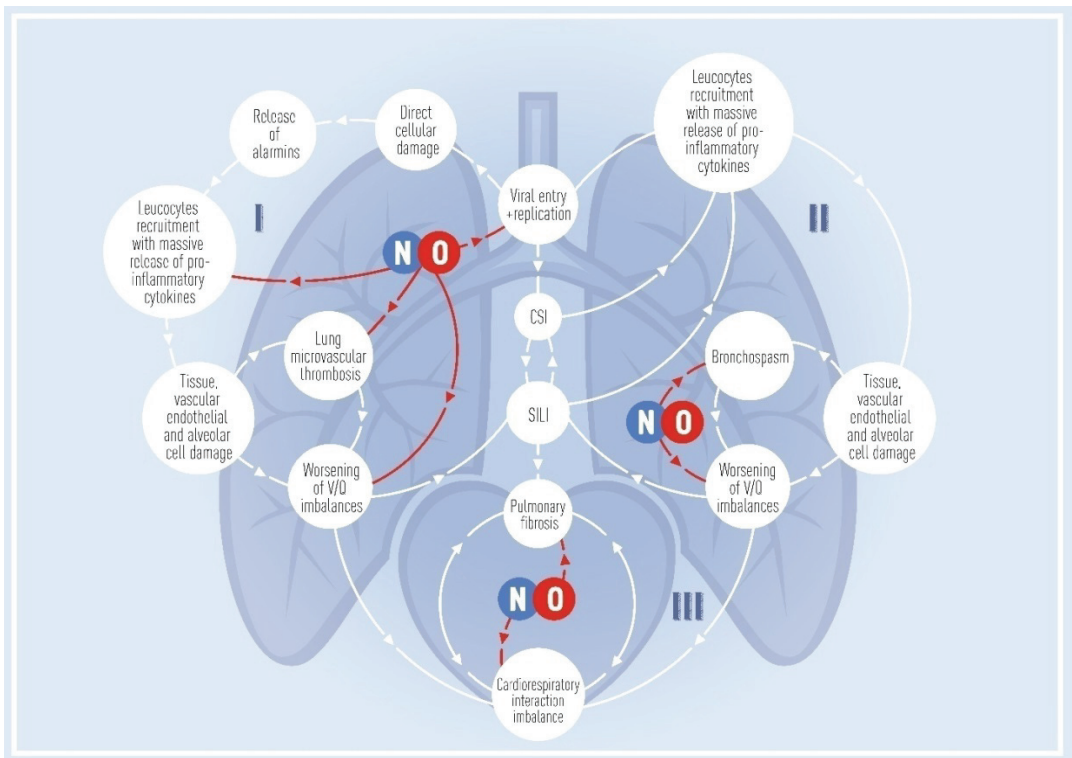 Release
of
alarmins
Direct
cellular
damage
Leucocytes
recruitment
with massive
release of pro-
inflammatory
cytokines
Viral entry
+replication
I
II
Leucocytes
recruitment
with massive
release of pro-
inflammatory
cytokines
N O
CSI
Lung
microvascular
thrombosis
Bronchospasm
Tissue,
vascular
endothelial
and alveolar
cell damage
SILI
N O
Tissue,
vascular
endothelial
and alveolar
cell damage
Worsening
of V/Q
imbalances
Worsening
of V/Q
imbalances
Pulmonary
fibrosis
N O
III
Cardiorespiratory
interaction
imbalance